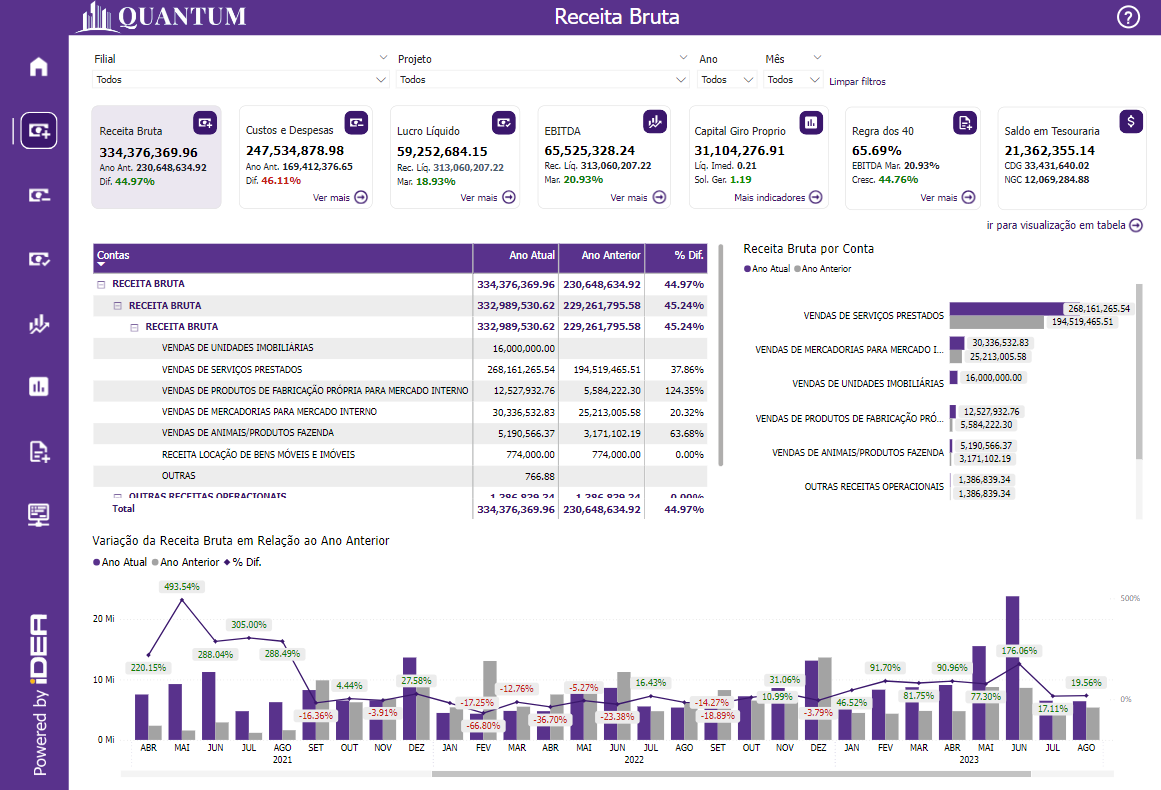 QUANTUM
Receita Bruta
?
Filial
Projeto
Ano
Mês
Todos
Todos
Todos
Todos
Limpar filtros
Receita Bruta
334,376,369.96
Ano Ant. 230,648,634.92
Dif. 44.97%
Custos e Despesas
247,534,878.98
Ano Ant. 169,412,376.65
Dif. 46.11%
Ver mais
Lucro Líquido
59,252,684.15
Rec. Líq. 313,060,207.22
Mar. 18.93%
Ver mais
EBITDA
65,525,328.24
Rec. Líq. 313,060,207.22
Mar. 20.93%
Ver mais
Capital Giro Proprio
31,104,276.91
Líq. Imed. 0.21
Sol. Ger. 1.19
Mais indicadores
Regra dos 40
65.69%
EBITDA Mar. 20.93%
Cresc. 44.76%
Ver mais
$
Saldo em Tesouraria
21,362,355.14
CDG 33,431,640.02
NGC 12,069,284.88
ir para visualização em tabela
Contas Ano Atual Ano Anterior % Dif.
RECEITA BRUTA 334,376,369.96 230,648,634.92 44.97%
RECEITA BRUTA 332,989,530.62 229,261,795.58 45.24%
RECEITA BRUTA 332,989,530.62 229,261,795.58 45.24%
VENDAS DE UNIDADES IMOBILIÁRIAS 16,000,000.00
VENDAS DE SERVIÇOS PRESTADOS 268,161,265.54 194,519,465.51 37.86%
VENDAS DE PRODUTOS DE FABRICAÇÃO PRÓPRIA PARA MERCADO INTERNO 12,527,932.76 5,584,222.30 124.35%
VENDAS DE MERCADORIAS PARA MERCADO INTERNO 30,336,532.83 25,213,005.58 20.32%
VENDAS DE ANIMAIS/PRODUTOS FAZENDA 5,190,566.37 3,171,102.19 63.68%
RECEITA LOCAÇÃO DE BENS MÓVEIS E IMÓVEIS 774,000.00 774,000.00 0.00%
OUTRAS 766.88
OUTRAS RECEITAS OPERACIONAIS 1,386,839.34 1,386,839.34 0.00%
Total 334,376,369.96 230,648,634.92 44.97%
Receita Bruta por Conta
Ano Atual Ano Anterior
VENDAS DE SERVIÇOS PRESTADOS 268,161,265.54
194,519,465.51
VENDAS DE MERCADORIAS PARA MERCADO I... 30,336,532.83
25,213,005.58
VENDAS DE UNIDADES IMOBILIÁRIAS 16,000,000.00
VENDAS DE PRODUTOS DE FABRICAÇÃO PRÓ... 12,527,932.76
5,584,222.30
VENDAS DE ANIMAIS/PRODUTOS FAZENDA 5,190,566.37
3,171,102.19
OUTRAS RECEITAS OPERACIONAIS 1,386,839.34
1,386,839.34
Variação da Receita Bruta em Relação ao Ano Anterior
Ano Atual Ano Anterior % Dif.
20 Mi
10 Mi
0 Mi
500%
0%
220.15%
493.54%
288.04%
305.00%
288.49%
-16.36%
4.44%
-3.91%
27.58%
-17.25%
-66.80%
-12.76%
-36.70%
-5.27%
-23.38%
16.43%
-14.27%
-18.89%
10.99%
31.06%
-3.79%
46.52%
91.70%
81.75%
90.96%
77.30%
176.06%
17.11%
19.56%
ABR MAI JUN JUL AGO SET OUT NOV DEZ JAN FEV MAR ABR MAI JUN JUL AGO SET OUT NOV DEZ JAN FEV MAR ABR MAI JUN JUL AGO
2021 2022 2023
Powered by iDEA